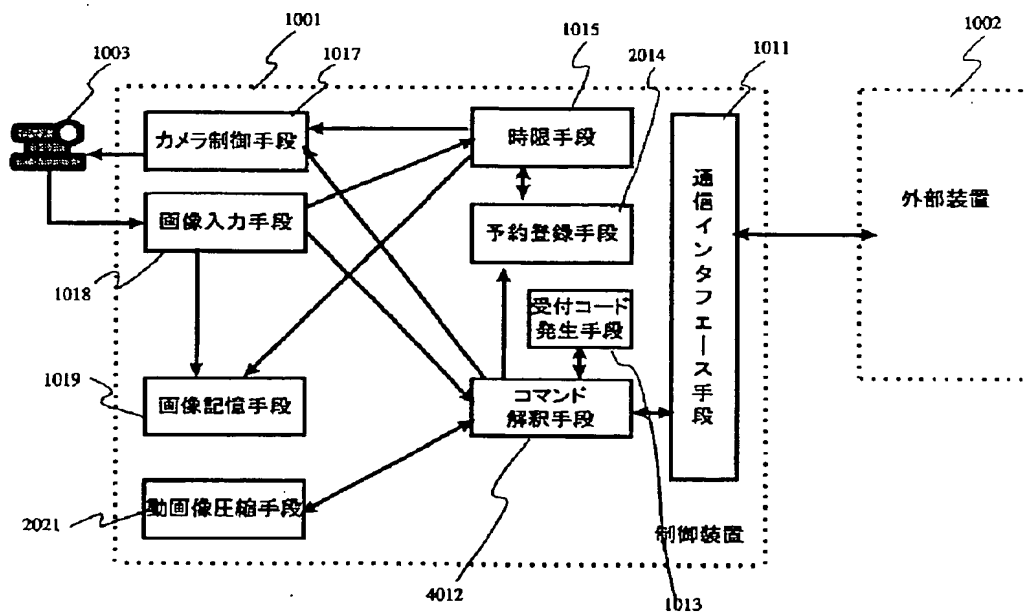 1003
1001
1017
1015
2014
1011
1002
カメラ制御手段
時限手段
画像入力手段
予約登録手段
通信インタフェース手段
外部装置
1018
受付コード
発生手段
1019
画像記憶手段
コマンド
解釈手段
2021
動画像圧縮手段
制御装置
4012
1013